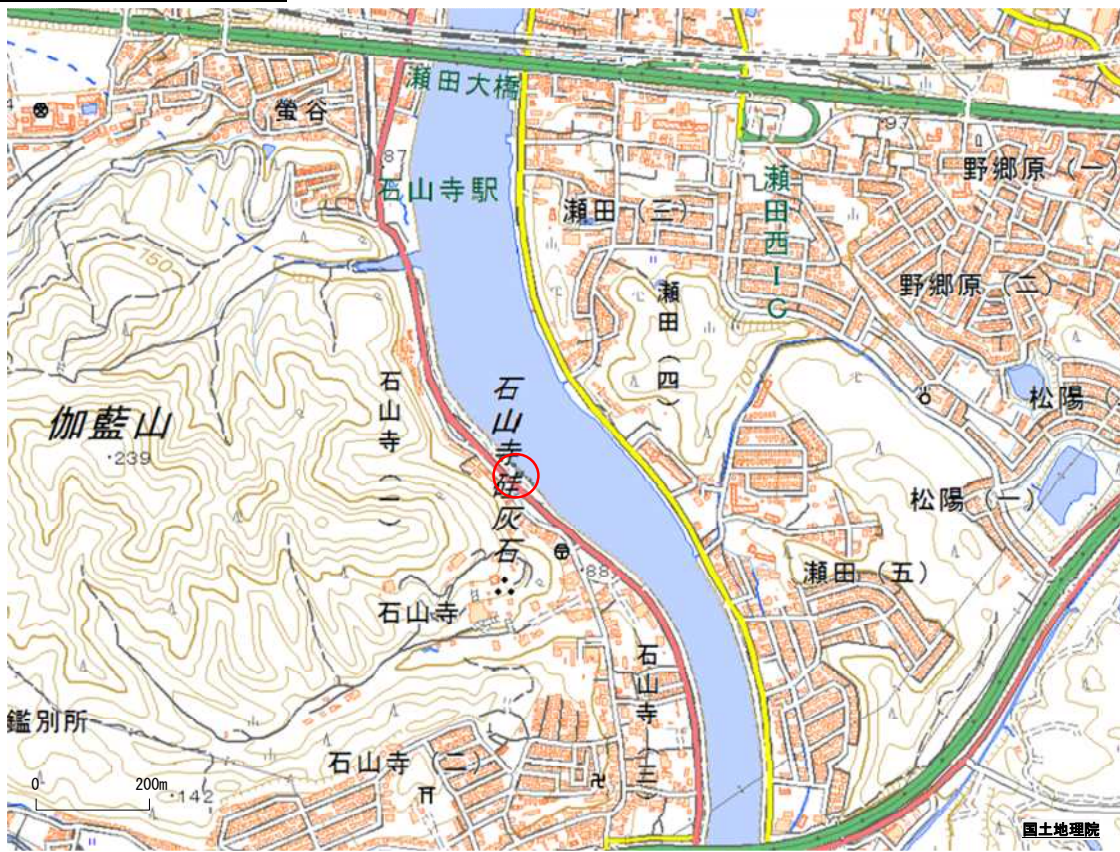 瀬田大橋
螢谷
87
石山寺駅
野郷原(一)
瀬田(三)
瀬田西IC
150
野郷原(二)
瀬田(四)
100
石山寺(一)
石山寺硅灰石
伽藍山
239
松陽
松陽(一)
瀬田(五)
88
石山寺
石山寺(三)
鑑別所
石山寺(二)
0
200m
142
国土地理院